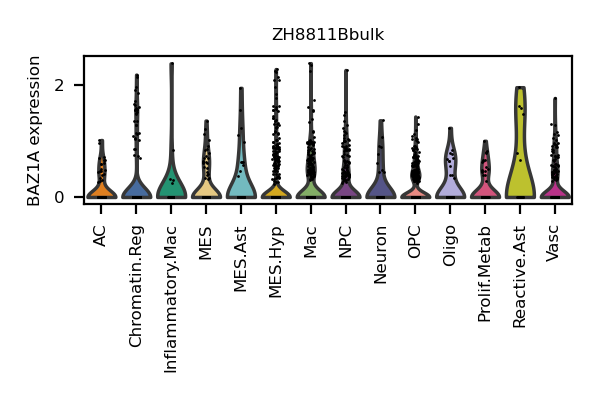 ZH8811Bbulk
BAZ1A expression
2
0
AC
Chromatin.Reg
Inflammatory.Mac
MES
MES.Ast
MES.Hyp
Mac
NPC
Neuron
OPC
Oligo
Prolif.Metab
Reactive.Ast
Vasc